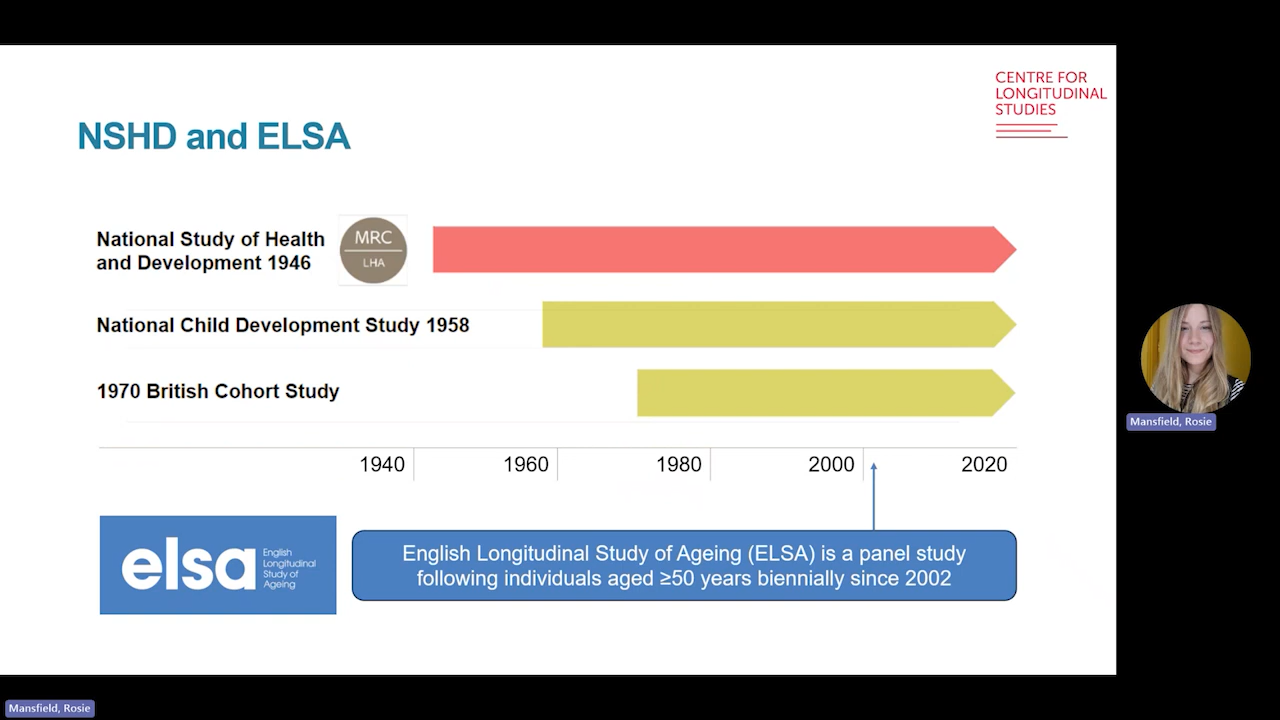 CENTRE FOR
LONGITUDINAL
STUDIES
NSHD and ELSA
National Study of Health
and Development 1946
MRC
LHA
National Child Development Study 1958
1970 British Cohort Study
1940 1960 1980 2000 2020
elsa
English
Longitudinal
Study of
Ageing
English Longitudinal Study of Ageing (ELSA) is a panel study
following individuals aged ≥50 years biennially since 2002
Mansfield, Rosie
Mansfield, Rosie